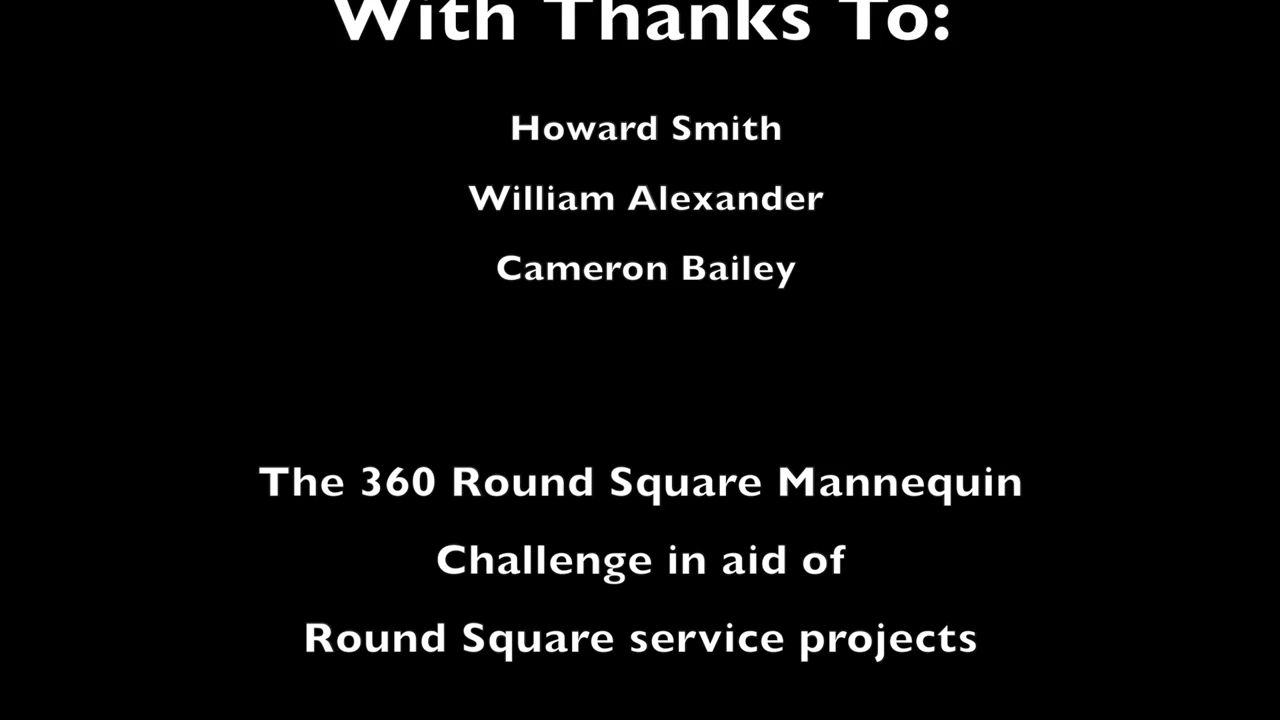 With Thanks To:
Howard Smith
William Alexander
Cameron Bailey
The 360 Round Square Mannequin
Challenge in aid of
Round Square service projects